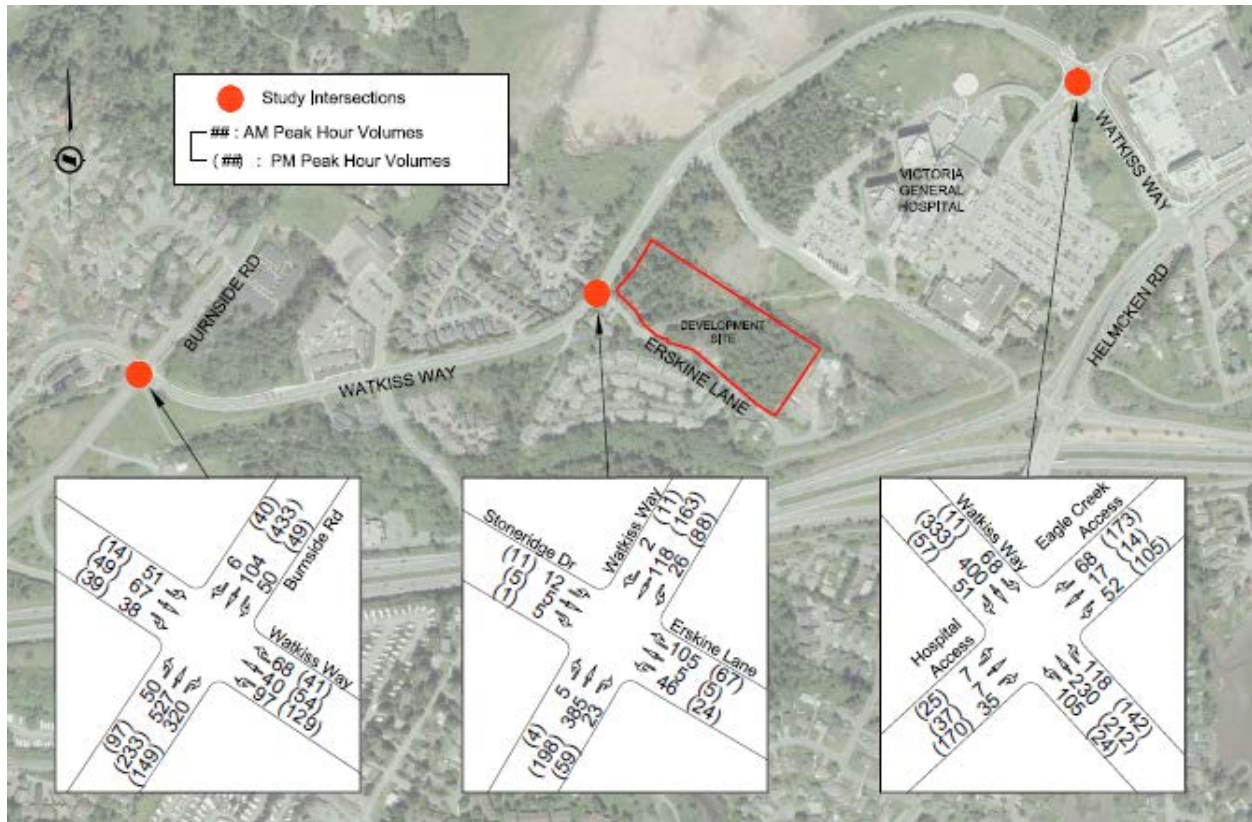 Study Intersections
## : AM Peak Hour Volumes
(##) : PM Peak Hour Volumes
WATKISS WAY
VICTORIA
GENERAL
HOSPITAL
BURNSIDE RD
HELMCKEN RD
DEVELOPMENT
SITE
WATKISS WAY
ERSKINE LANE
(40) 6
(433) 104
(49) 50
Burnside Rd
(14) 51
(49) 67
(39) 38
Watkiss Way
68 (41)
40 (54)
97 (129)
50 (97)
527 (233)
320 (149)
Stoneridge Dr
(11) 12
(5) 5
(1) 5
Watkiss Way
2 (11)
118 (163)
26 (88)
Erskine Lane
105 (67)
5 (5)
46 (24)
5 (4)
385 (198)
23 (59)
Watkiss Way
(11) 68
(333) 400
(57) 51
Eagle Creek
Access
68 (173)
17 (14)
52 (105)
Hospital
Access
(25) 7
(37) 7
(170) 35
118 (142)
230 (212)
105 (24)